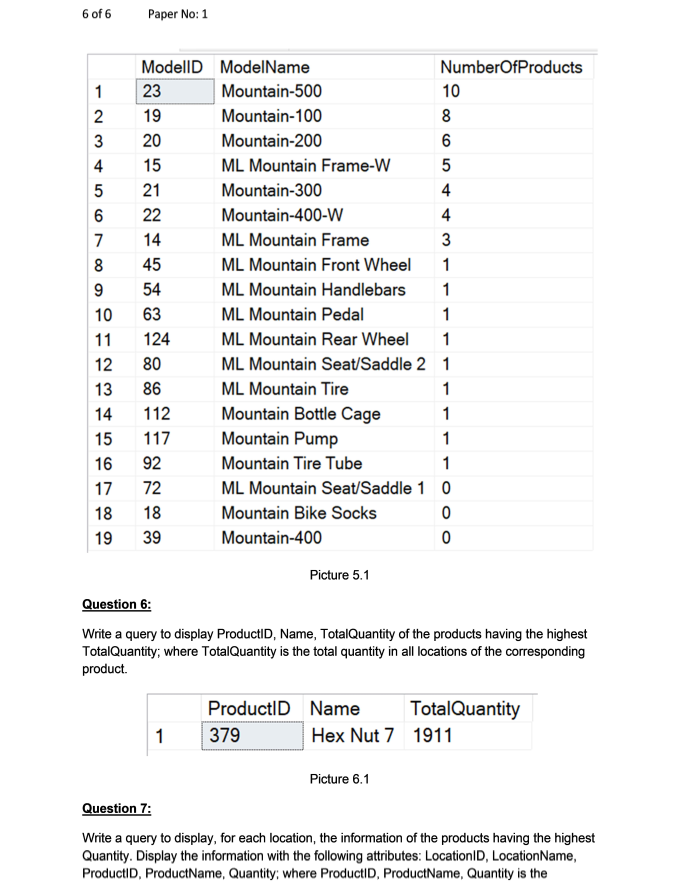 6 of 6 Paper No: 1
ModelID ModelName NumberOfProducts
1 23 Mountain-500 10
2 19 Mountain-100 8
3 20 Mountain-200 6
4 15 ML Mountain Frame-W 5
5 21 Mountain-300 4
6 22 Mountain-400-W 4
7 14 ML Mountain Frame 3
8 45 ML Mountain Front Wheel 1
9 54 ML Mountain Handlebars 1
10 63 ML Mountain Pedal 1
11 124 ML Mountain Rear Wheel 1
12 80 ML Mountain Seat/Saddle 2 1
13 86 ML Mountain Tire 1
14 112 Mountain Bottle Cage 1
15 117 Mountain Pump 1
16 92 Mountain Tire Tube 1
17 72 ML Mountain Seat/Saddle 1 0
18 18 Mountain Bike Socks 0
19 39 Mountain-400 0
Picture 5.1
Question 6:
Write a query to display ProductID, Name, TotalQuantity of the products having the highest
TotalQuantity; where TotalQuantity is the total quantity in all locations of the corresponding
product.
ProductID Name TotalQuantity
1 379 Hex Nut 7 1911
Picture 6.1
Question 7:
Write a query to display, for each location, the information of the products having the highest
Quantity. Display the information with the following attributes: LocationID, LocationName,
ProductID, ProductName, Quantity; where ProductID, ProductName, Quantity is the